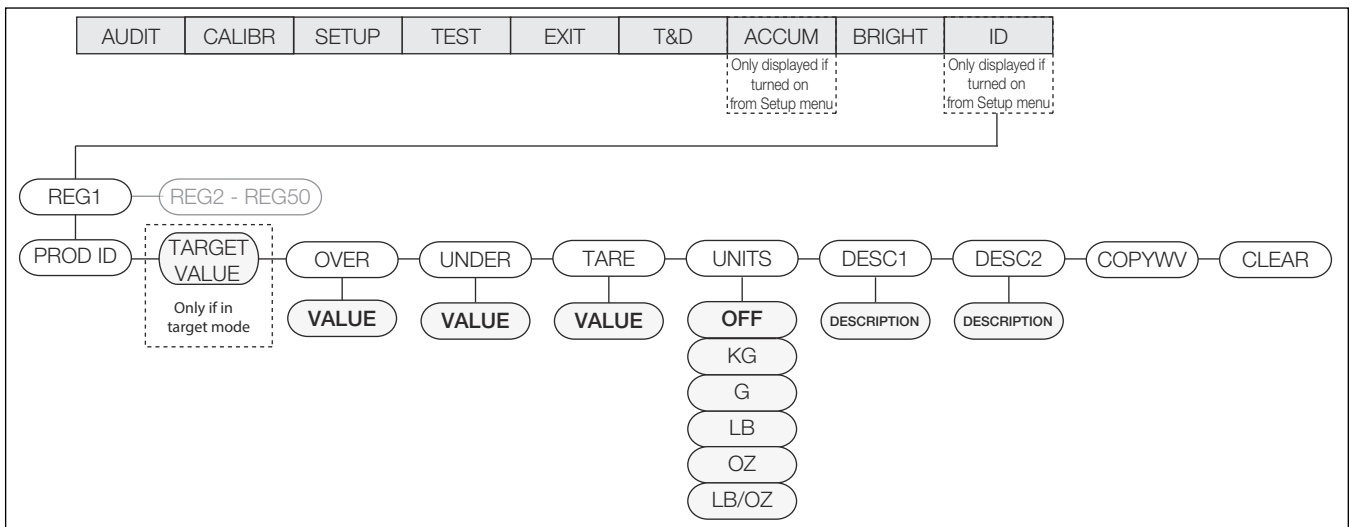 AUDIT CALIBR SETUP TEST EXIT T&D ACCUM BRIGHT ID
Only displayed if
turned on
from Setup menu
Only displayed if
turned on
from Setup menu
REG1 REG2 - REG50
PROD ID TARGET
VALUE OVER UNDER TARE UNITS DESC1 DESC2 COPYWV CLEAR
Only if in
target mode
VALUE VALUE VALUE OFF DESCRIPTION DESCRIPTION
KG
G
LB
OZ
LB/OZ